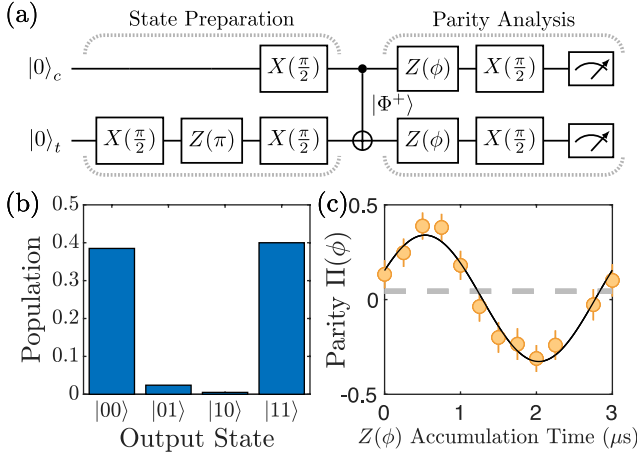 (a)
State Preparation Parity Analysis
|0⟩c X(π/2) Z(ϕ) X(π/2)
|Φ⁺⟩
|0⟩t X(π/2) Z(π) X(π/2) Z(ϕ) X(π/2)
(b)
Population
0.5
0.4
0.3
0.2
0.1
0
|00⟩ |01⟩ |10⟩ |11⟩
Output State
(c)
Parity Π(ϕ)
0.5
0
-0.5
0 1 2 3
Z(ϕ) Accumulation Time (μs)